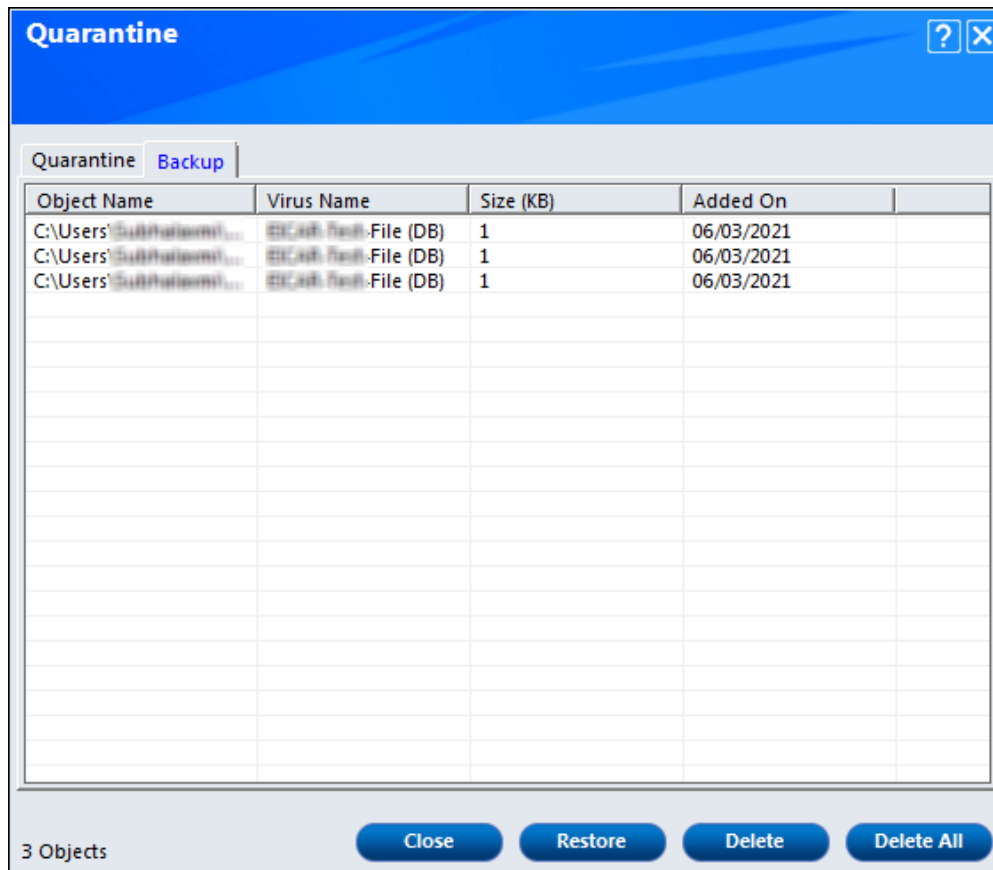 Quarantine
Quarantine Backup
Object Name Virus Name Size (KB) Added On
C:\Users\ -File (DB) 1 06/03/2021
C:\Users\ -File (DB) 1 06/03/2021
C:\Users\ -File (DB) 1 06/03/2021
3 Objects Close Restore Delete Delete All